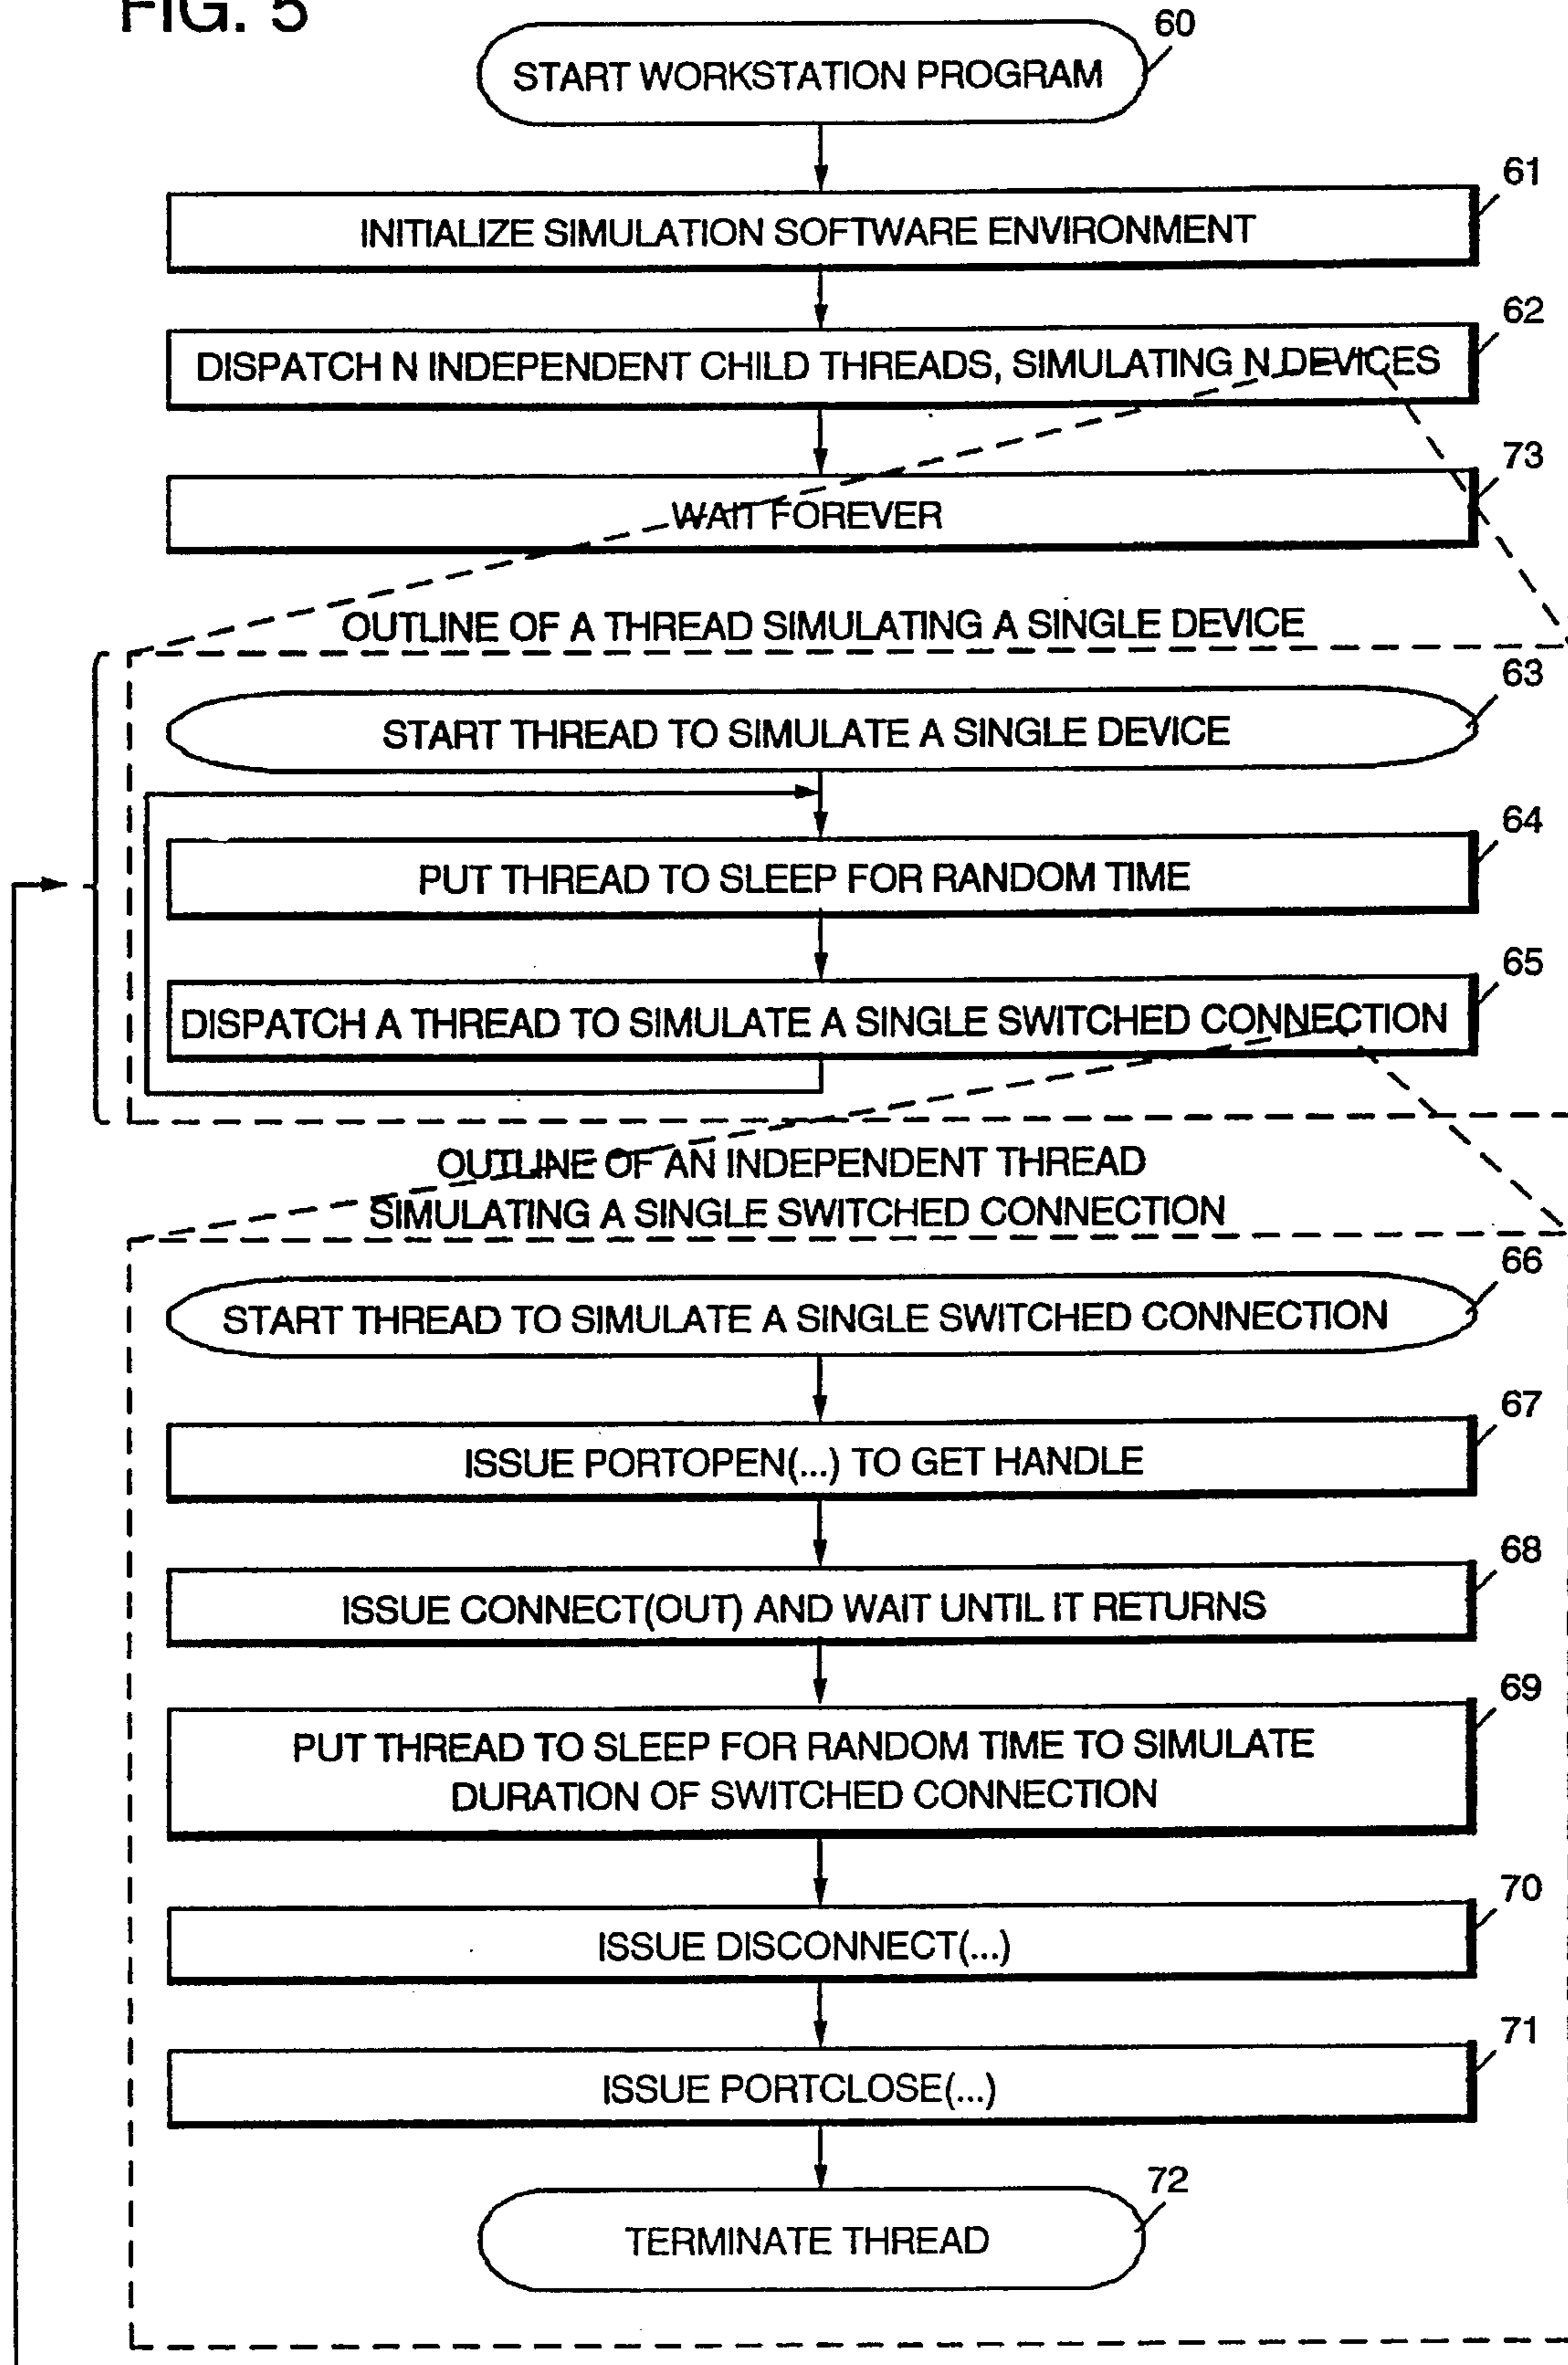 FIG. 5
60
START WORKSTATION PROGRAM
61
INITIALIZE SIMULATION SOFTWARE ENVIRONMENT
62
DISPATCH N INDEPENDENT CHILD THREADS, SIMULATING N DEVICES
73
WAIT FOREVER
OUTLINE OF A THREAD SIMULATING A SINGLE DEVICE
63
START THREAD TO SIMULATE A SINGLE DEVICE
64
PUT THREAD TO SLEEP FOR RANDOM TIME
65
DISPATCH A THREAD TO SIMULATE A SINGLE SWITCHED CONNECTION
OUTLINE OF AN INDEPENDENT THREAD
SIMULATING A SINGLE SWITCHED CONNECTION
66
START THREAD TO SIMULATE A SINGLE SWITCHED CONNECTION
67
ISSUE PORTOPEN(...) TO GET HANDLE
68
ISSUE CONNECT(OUT) AND WAIT UNTIL IT RETURNS
69
PUT THREAD TO SLEEP FOR RANDOM TIME TO SIMULATE
DURATION OF SWITCHED CONNECTION
70
ISSUE DISCONNECT(...)
71
ISSUE PORTCLOSE(...)
72
TERMINATE THREAD